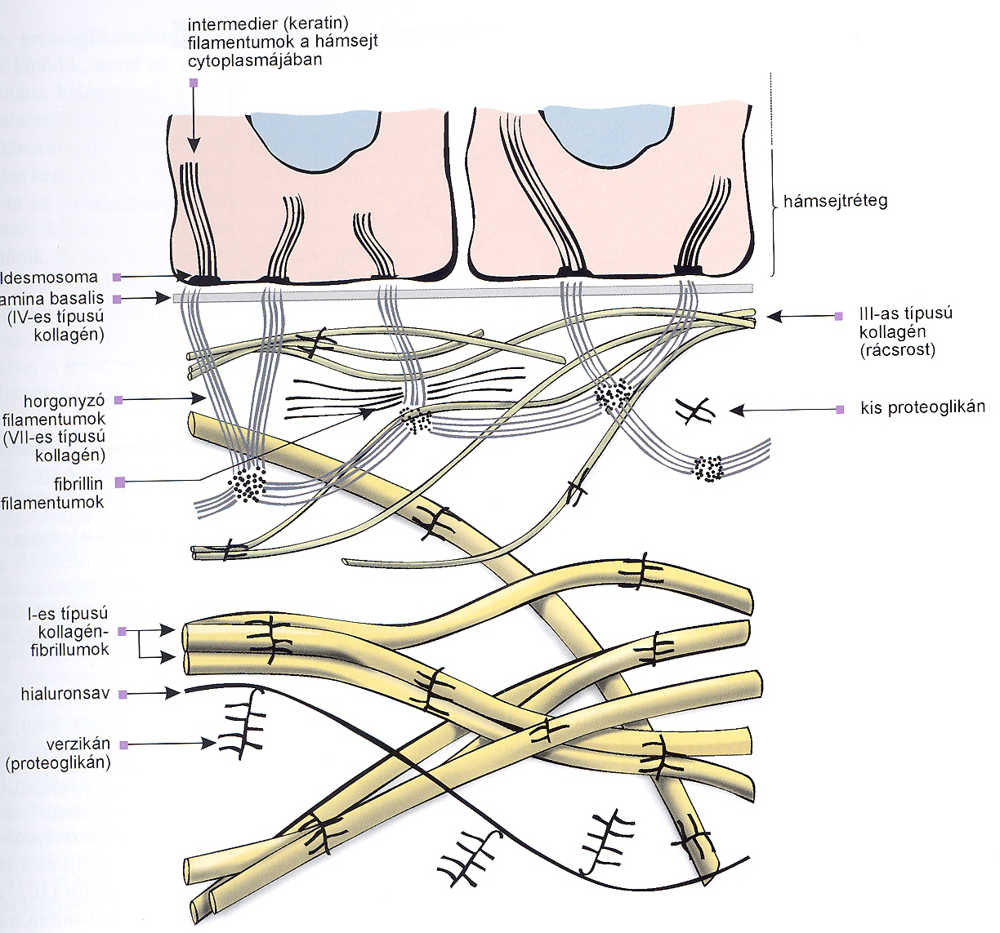 intermedier (keratin)
filamentumok a hámsejt
cytoplasmájában
hámsejtréteg
ldesmosoma
amina basalis
(IV-es típusú
kollagén)
III-as típusú
kollagén
(rácsrost)
horgonyzó
filamentumok
(VII-es típusú
kollagén)
kis proteoglikán
fibrillin
filamentumok
I-es típusú
kollagén-
fibrillumok
hialuronsav
verzikán
(proteoglikán)